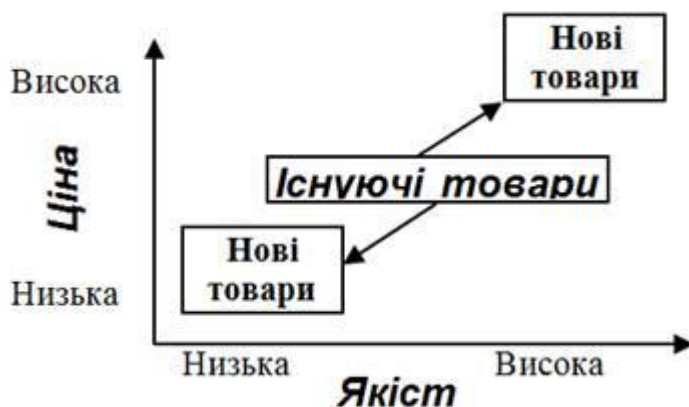 Нові
товари
Висока
Ціна
Існуючі товари
Нові
товари
Низька
Низька
Висока
Якіст